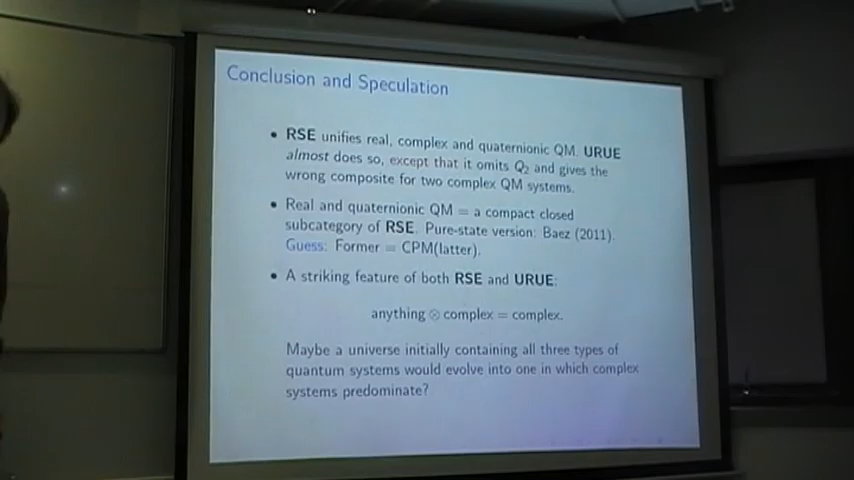 Conclusion and Speculation
• RSE unifies real, complex and quaternionic QM. URUE
almost does so, except that it omits Q₂ and gives the
wrong composite for two complex QM systems.
• Real and quaternionic QM = a compact closed
subcategory of RSE. Pure-state version: Baez (2011).
Guess: Former = CPM(latter).
• A striking feature of both RSE and URUE:
anything ⊗ complex = complex.
Maybe a universe initially containing all three types of
quantum systems would evolve into one in which complex
systems predominate?